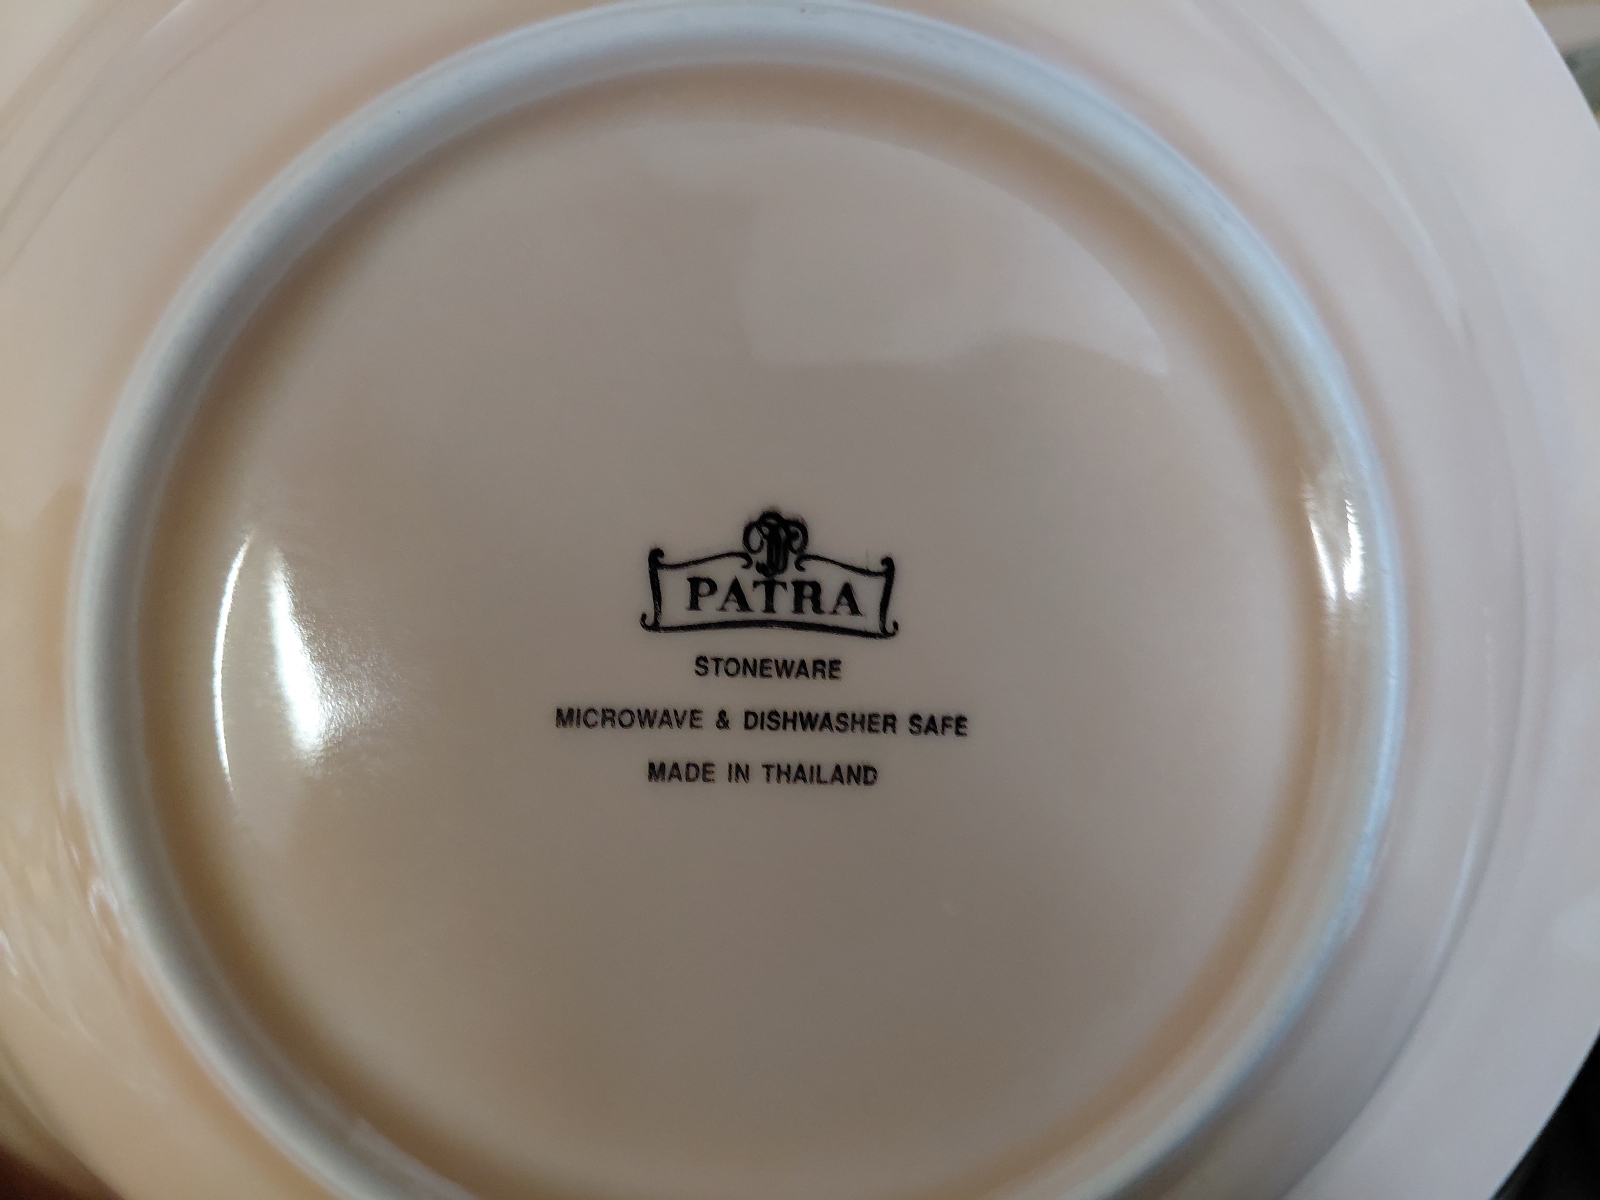 PATRA
STONEWARE
MICROWAVE & DISHWASHER SAFE
MADE IN THAILAND